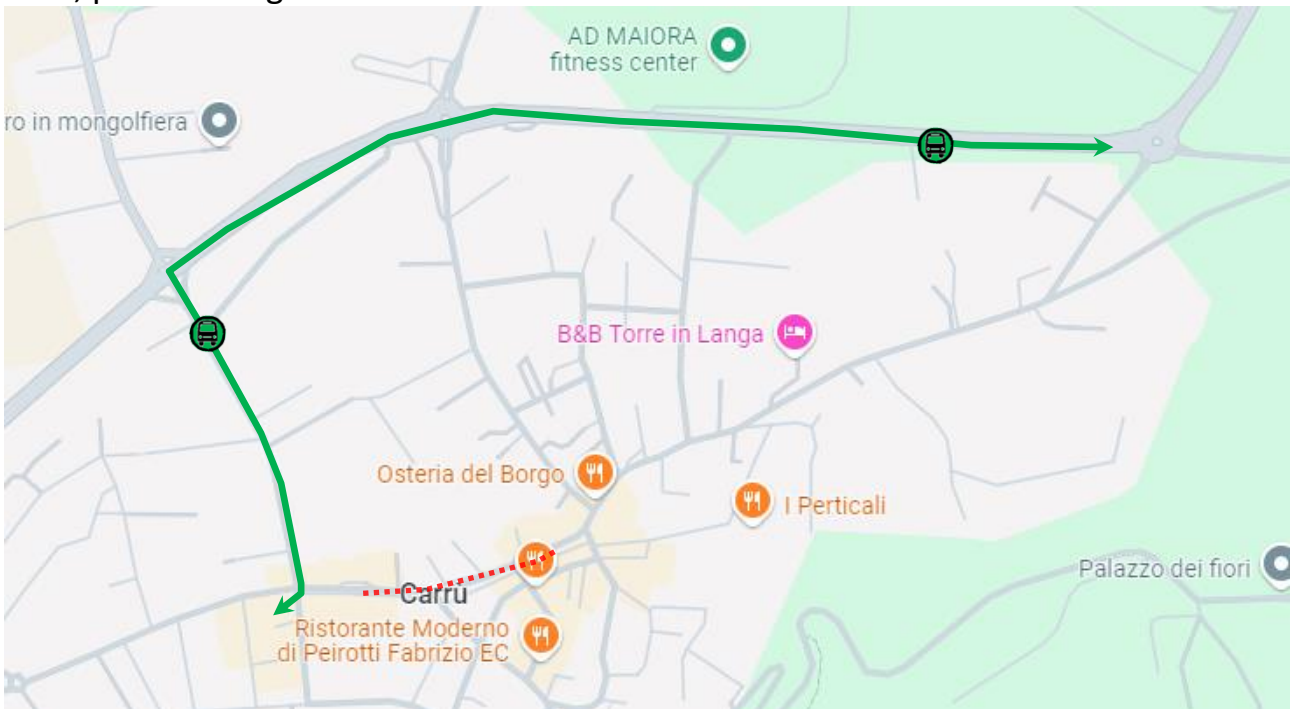 AD MAIORA
fitness center
ro in mongolfiera
B&B Torre in Langa
Osteria del Borgo
I Perticali
Palazzo dei fiori
Carrù
Ristorante Moderno
di Peirotti Fabrizio EC